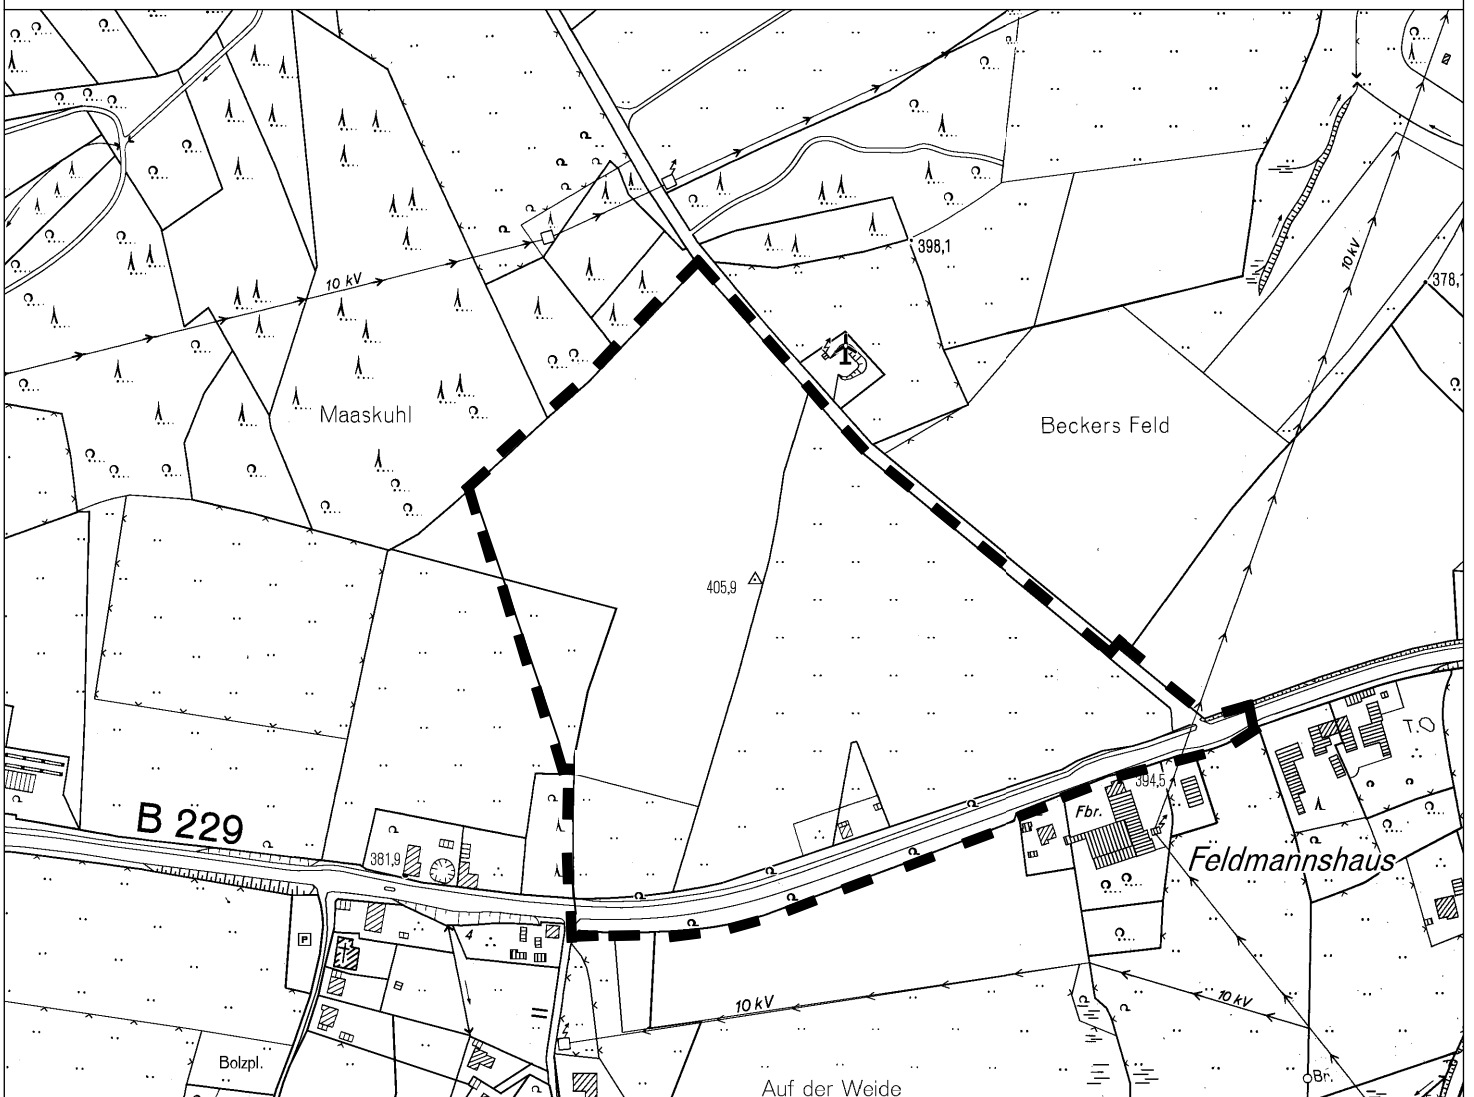 398,1
10 kV
378,
10 kV
Maaskuhl
Beckers Feld
405,9
T.O
394,5
B 229
Fbr.
381,9
Feldmannshaus
P
4
10 kV
10 kV
Bolzpl.
Br.
Auf der Weide